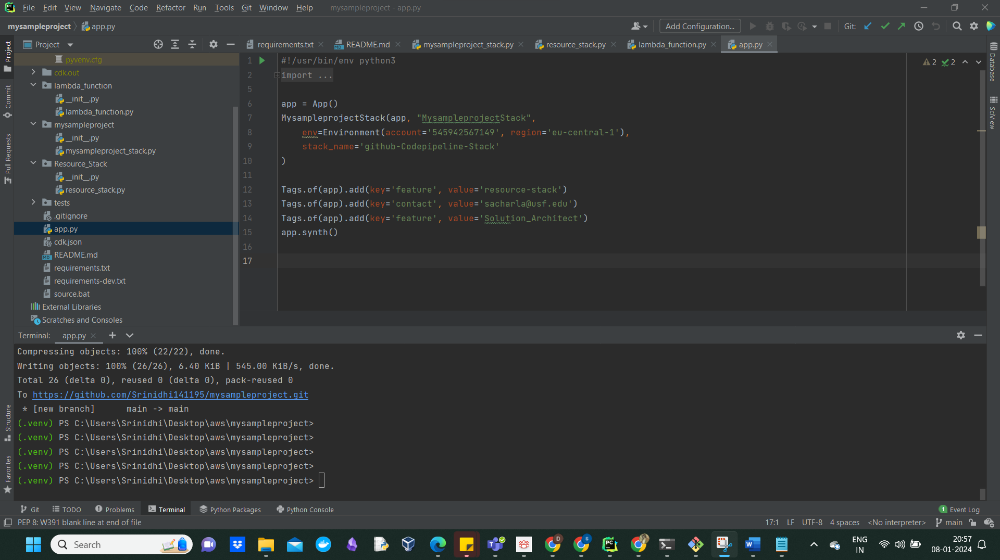 File Edit View Navigate Code Refactor Run Tools Git Window Help mysampleproject - app.py
mysampleproject app.py
Add Configuration...
Git:
Project
requirements.txt
README.md
mysampleproject_stack.py
resource_stack.py
lambda_function.py
app.py
Project
Commit
Pull Requests
Structure
Favorites
pyvenv.cfg
cdk.out
lambda_function
__init__.py
lambda_function.py
mysampleproject
__init__.py
mysampleproject_stack.py
Resource_Stack
__init__.py
resource_stack.py
tests
.gitignore
app.py
cdk.json
README.md
requirements.txt
requirements-dev.txt
source.bat
External Libraries
Scratches and Consoles
1 #!/usr/bin/env python3
2 import ...
5
6 app = App()
7 MysampleprojectStack(app, "MysampleprojectStack",
8 env=Environment(account='545942567149', region='eu-central-1'),
9 stack_name='github-Codepipeline-Stack'
10 )
11
12 Tags.of(app).add(key='feature', value='resource-stack')
13 Tags.of(app).add(key='contact', value='sacharla@usf.edu')
14 Tags.of(app).add(key='feature', value='Solution_Architect')
15 app.synth()
16
17
2 2
Database
SciView
Terminal: app.py
Compressing objects: 100% (22/22), done.
Writing objects: 100% (26/26), 6.40 KiB | 545.00 KiB/s, done.
Total 26 (delta 0), reused 0 (delta 0), pack-reused 0
To https://github.com/Srinidhi141195/mysampleproject.git
* [new branch] main -> main
(.venv) PS C:\Users\Srinidhi\Desktop\aws\mysampleproject>
(.venv) PS C:\Users\Srinidhi\Desktop\aws\mysampleproject>
(.venv) PS C:\Users\Srinidhi\Desktop\aws\mysampleproject>
(.venv) PS C:\Users\Srinidhi\Desktop\aws\mysampleproject>
(.venv) PS C:\Users\Srinidhi\Desktop\aws\mysampleproject>
Git TODO Problems Terminal Python Packages Python Console
1 Event Log
PEP 8: W391 blank line at end of file
17:1 LF UTF-8 4 spaces <No interpreter> main
Search
ENG
IN
20:57
08-01-2024